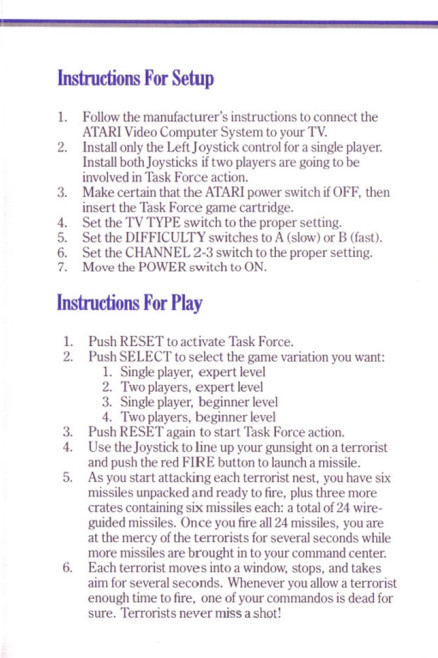 Instructions For Setup
1. Follow the manufacturer's instructions to connect the
ATARI Video Computer System to your TV.
2. Install only the Left Joystick control for a single player.
Install both Joysticks if two players are going to be
involved in Task Force action.
3. Make certain that the ATARI power switch if OFF, then
insert the Task Force game cartridge.
4. Set the TV TYPE switch to the proper setting.
5. Set the DIFFICULTY switches to A (slow) or B (fast).
6. Set the CHANNEL 2-3 switch to the proper setting.
7. Move the POWER switch to ON.
Instructions For Play
1. Push RESET to activate Task Force.
2. Push SELECT to select the game variation you want:
1. Single player, expert level
2. Two players, expert level
3. Single player, beginner level
4. Two players, beginner level
3. Push RESET again to start Task Force action.
4. Use the Joystick to line up your gunsight on a terrorist
and push the red FIRE button to launch a missile.
5. As you start attacking each terrorist nest, you have six
missiles unpacked and ready to fire, plus three more
crates containing six missiles each: a total of 24 wire-
guided missiles. Once you fire all 24 missiles, you are
at the mercy of the terrorists for several seconds while
more missiles are brought in to your command center.
6. Each terrorist moves into a window, stops, and takes
aim for several seconds. Whenever you allow a terrorist
enough time to fire, one of your commandos is dead for
sure. Terrorists never miss a shot!